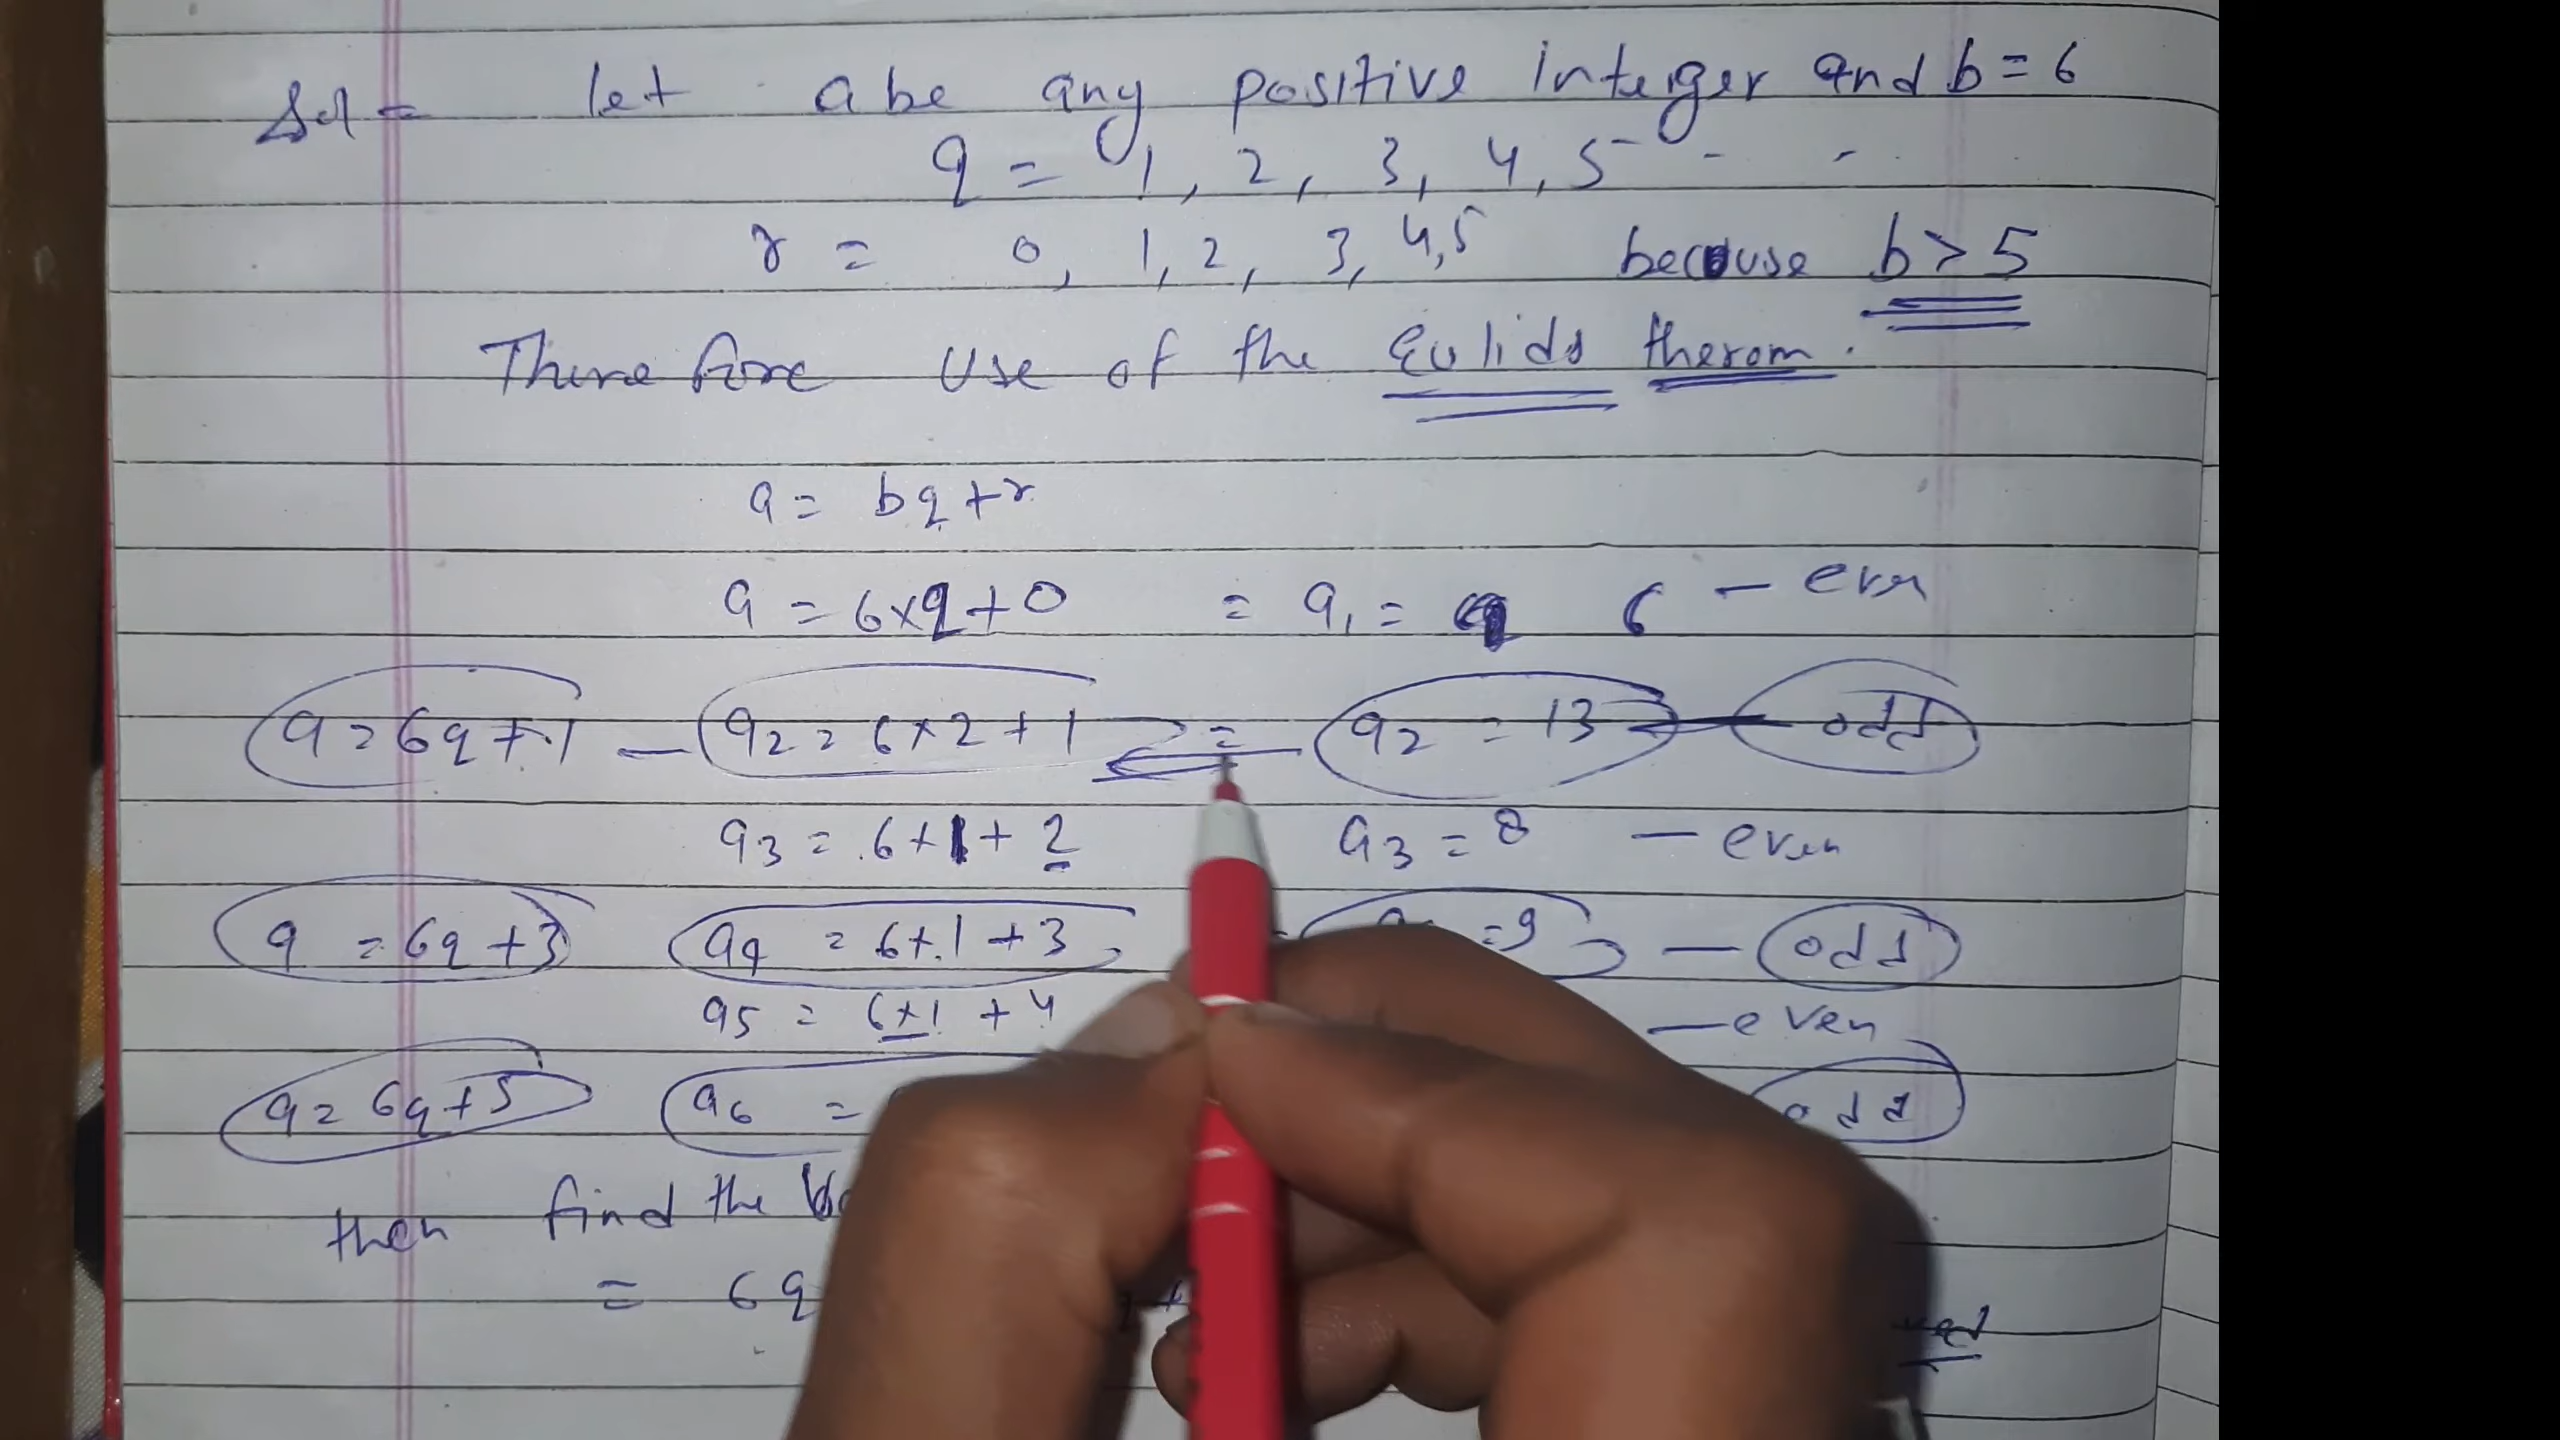 Sol =   let   a be   any   positive   interger   and b = 6
q =   1, 2, 3, 4, 5 - - -
r =   0, 1, 2, 3, 4, 5   because   b > 5
Therefore   use   of   the   Eulids   therom.
a = bq + r
a = 6×q + 0   = a1 =   6   - even
a = 6q + 1 — a2 = 6×2 + 1   =   a2 = 13   — odd
a3 = 6×1 + 2   a3 = 8   — even
a = 6q + 3   a4 = 6×1 + 3   = 9   — odd
a5 = 6×1 + 4   — even
a = 6q + 5   a6 =   odd
then   find the
= 6q   +